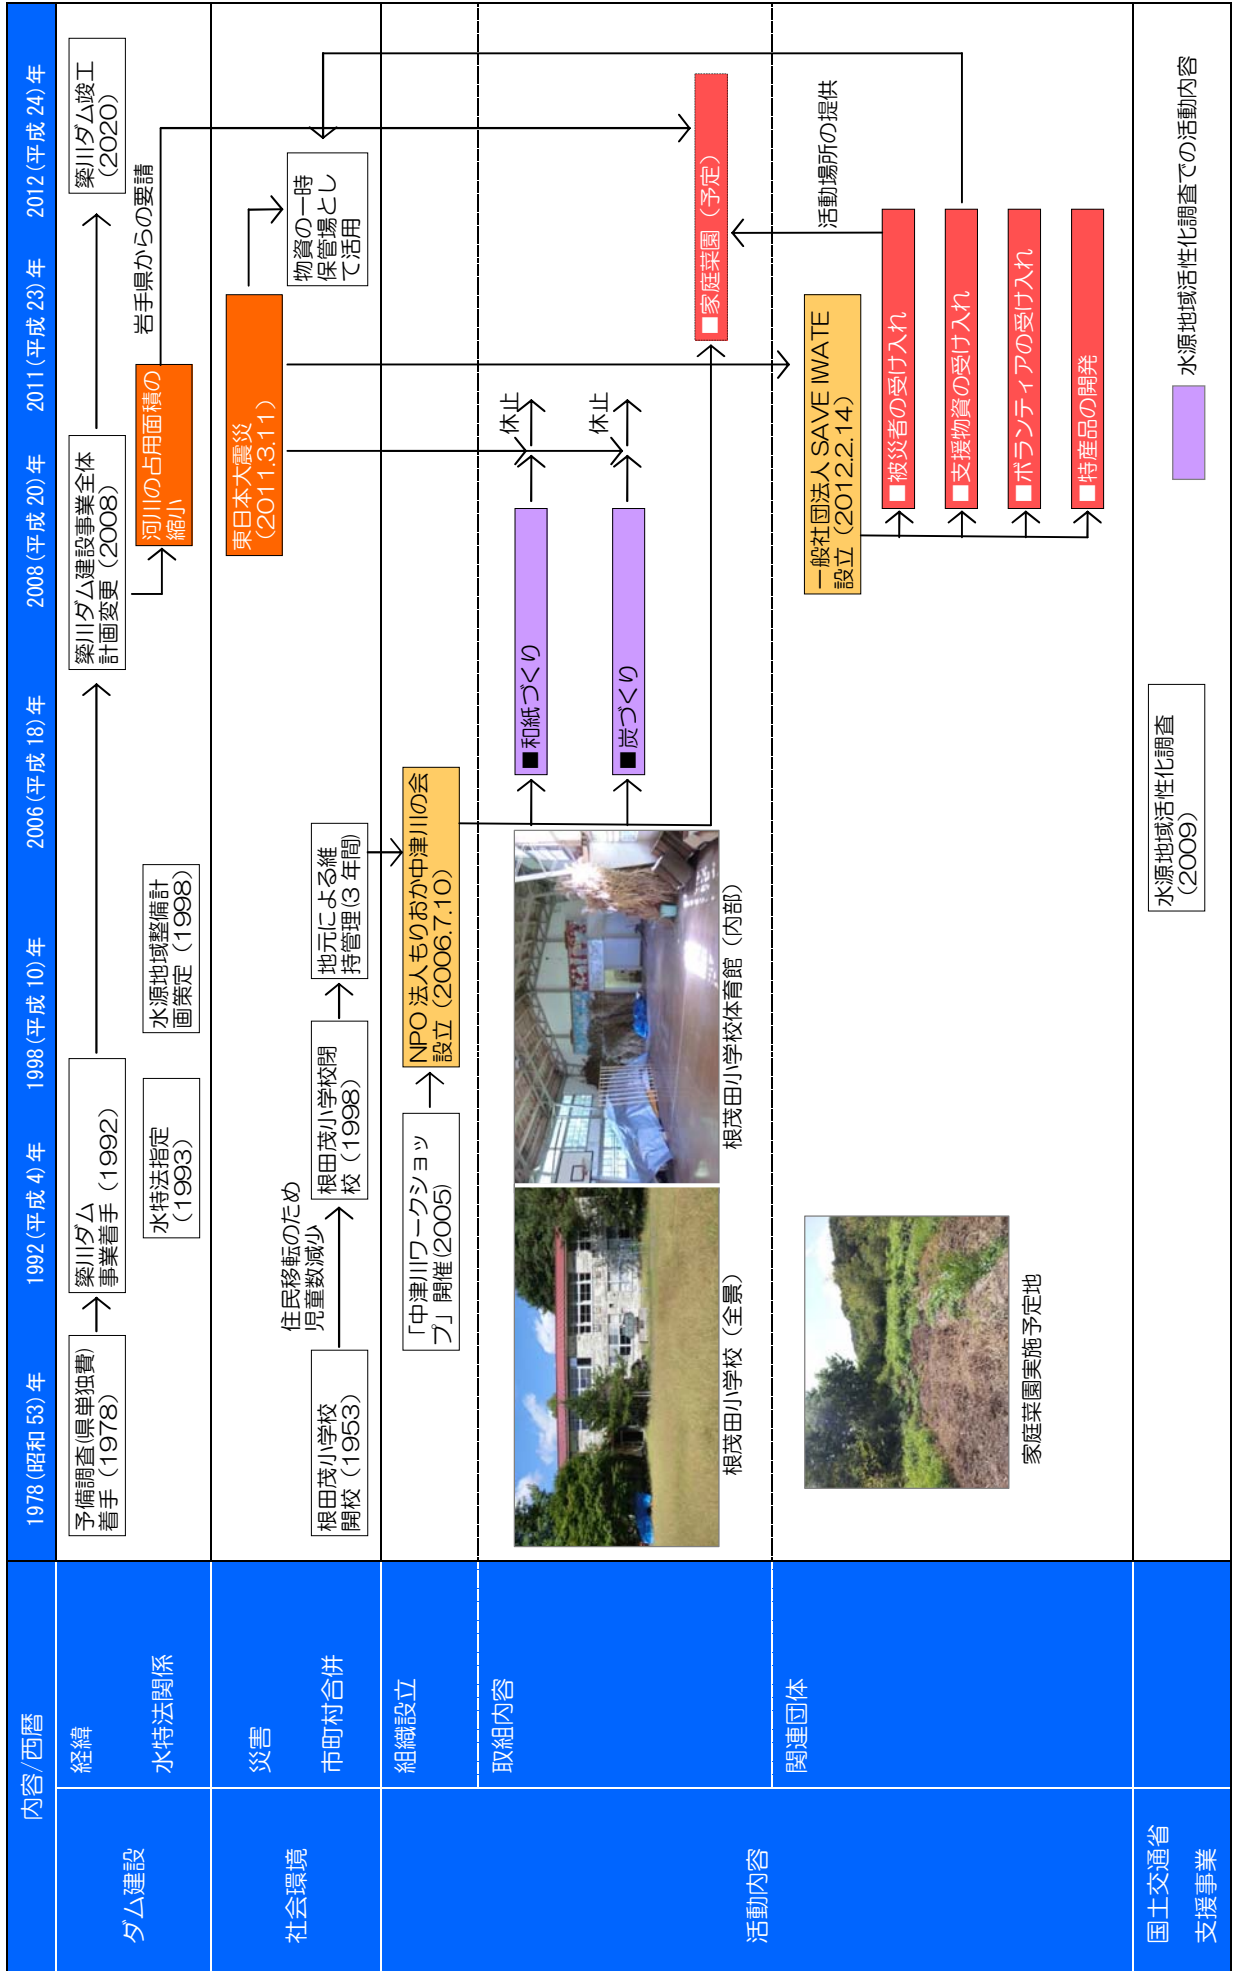 内容/西暦
1978(昭和 53)年
1992(平成 4)年
1998(平成 10)年
2006(平成 18)年
2008(平成 20)年
2011(平成 23)年
2012(平成 24)年
ダム建設
経緯
予備調査(県単独費)
着手（1978）
簗川ダム
事業着手（1992）
簗川ダム建設事業全体
計画変更（2008）
簗川ダム竣工
（2020）
水特法関係
水特法指定
（1993）
水源地域整備計
画策定（1998）
河川の占用面積の
縮小
岩手県からの要請
社会環境
災害
東日本大震災
（2011.3.11）
物資の一時
保管場とし
て活用
市町村合併
住民移転のため
児童数減少
根田茂小学校
開校（1953）
根田茂小学校閉
校（1998）
地元による維
持管理(3 年間)
活動内容
組織設立
「中津川ワークショッ
プ」開催(2005)
NPO 法人もりおか中津川の会
設立（2006.7.10）
取組内容
■和紙づくり
休止
■炭づくり
休止
■家庭菜園（予定）
根茂田小学校（全景）
根茂田小学校体育館（内部）
関連団体
一般社団法人 SAVE IWATE
設立（2012.2.14）
活動場所の提供
■被災者の受け入れ
■支援物資の受け入れ
■ボランティアの受け入れ
■特産品の開発
家庭菜園実施予定地
国土交通省
支援事業
水源地域活性化調査
（2009）
水源地域活性化調査での活動内容